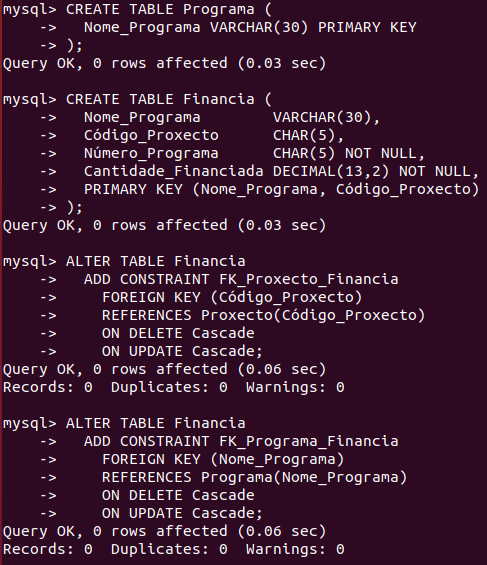 mysql> CREATE TABLE Programa (
    ->   Nome_Programa VARCHAR(30) PRIMARY KEY
    -> );
Query OK, 0 rows affected (0.03 sec)

mysql> CREATE TABLE Financia (
    ->   Nome_Programa        VARCHAR(30),
    ->   Código_Proxecto      CHAR(5),
    ->   Número_Programa      CHAR(5) NOT NULL,
    ->   Cantidade_Financiada DECIMAL(13,2) NOT NULL,
    ->   PRIMARY KEY (Nome_Programa, Código_Proxecto)
    -> );
Query OK, 0 rows affected (0.03 sec)

mysql> ALTER TABLE Financia
    ->   ADD CONSTRAINT FK_Proxecto_Financia
    ->     FOREIGN KEY (Código_Proxecto)
    ->     REFERENCES Proxecto(Código_Proxecto)
    ->     ON DELETE Cascade
    ->     ON UPDATE Cascade;
Query OK, 0 rows affected (0.06 sec)
Records: 0  Duplicates: 0  Warnings: 0

mysql> ALTER TABLE Financia
    ->   ADD CONSTRAINT FK_Programa_Financia
    ->     FOREIGN KEY (Nome_Programa)
    ->     REFERENCES Programa(Nome_Programa)
    ->     ON DELETE Cascade
    ->     ON UPDATE Cascade;
Query OK, 0 rows affected (0.06 sec)
Records: 0  Duplicates: 0  Warnings: 0